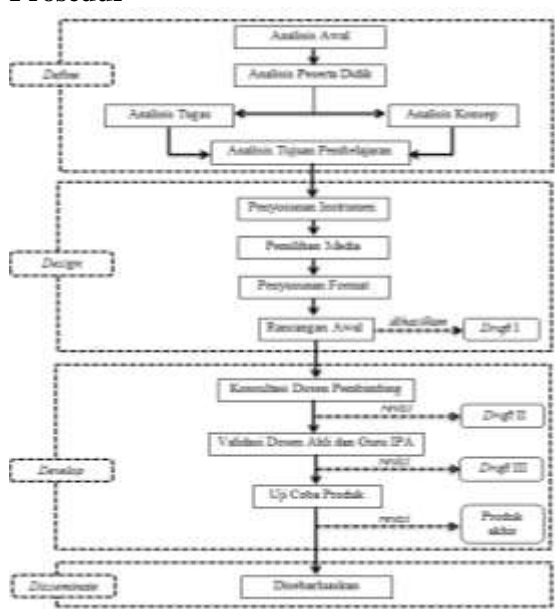 Prosedur
Analisis Awal
Define
Analisis Peserta Didik
Analisis Tugas
Analisis Konsep
Analisis Tujuan Pembelajaran
Penyusunan Instrumen
Pemilihan Media
Design
Penyusunan Format
Rancangan Awal
dihasilkan
Draft I
Konsultasi Dosen Pembimbing
revisi
Draft II
Validasi Dosen Ahli dan Guru IPA
revisi
Draft III
Develop
Uji Coba Produk
revisi
Produk
akhir
Disseminate
Disebarluaskan